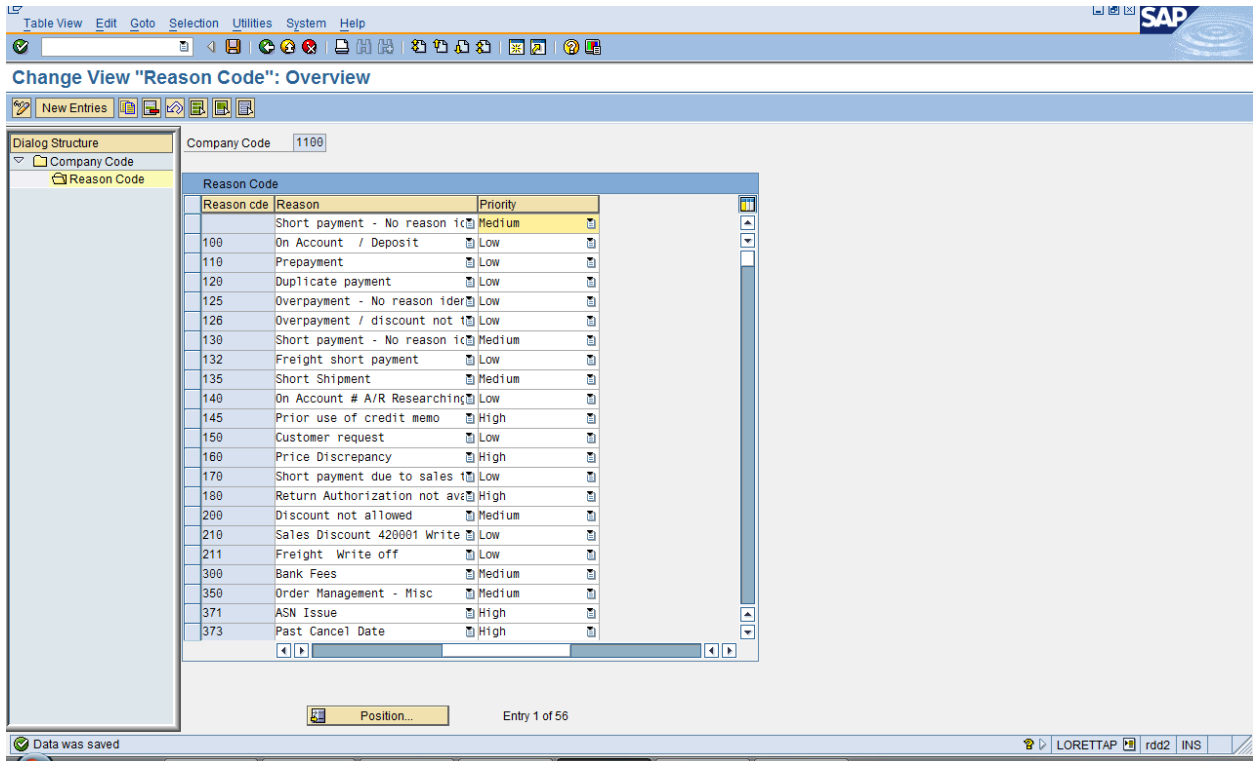 Table View Edit Goto Selection Utilities System Help
SAP
Change View "Reason Code": Overview
New Entries
Dialog Structure
Company Code
Reason Code
Company Code 1100
Reason Code
Reason cde Reason Priority
Short payment - No reason Medium
100 On Account / Deposit Low
110 Prepayment Low
120 Duplicate payment Low
125 Overpayment - No reason Low
126 Overpayment / discount not Low
130 Short payment - No reason Medium
132 Freight short payment Low
135 Short Shipment Medium
140 On Account # A/R Researching Low
145 Prior use of credit memo High
150 Customer request Low
160 Price Discrepancy High
170 Short payment due to sales Low
180 Return Authorization not High
200 Discount not allowed Medium
210 Sales Discount 420001 Write Low
211 Freight Write off Low
300 Bank Fees Medium
350 Order Management - Misc Medium
371 ASN Issue High
373 Past Cancel Date High
Position... Entry 1 of 56
Data was saved LORETTAP rdd2 INS